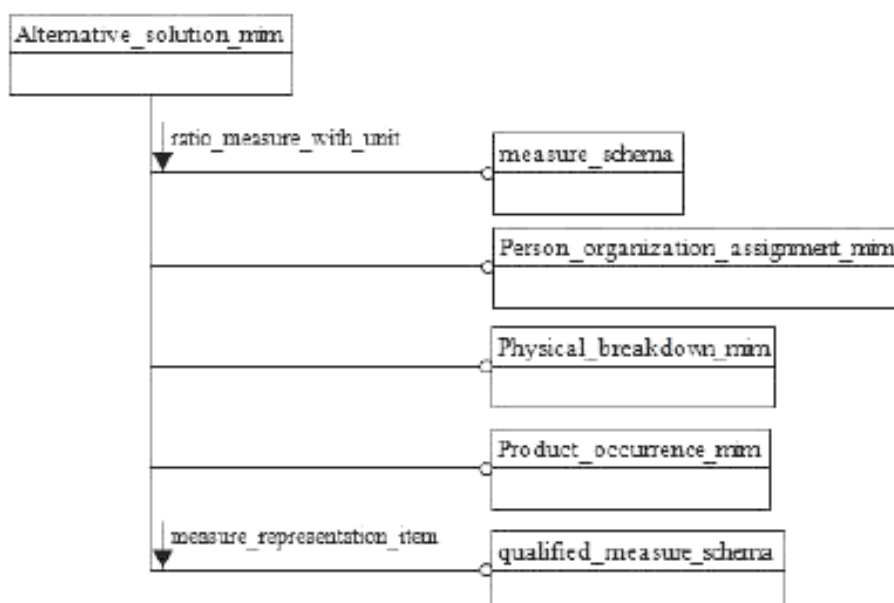 Alternative_solution_mim
ratio_measure_with_unit
measure_schema
Person_organization_assignment_mim
Physical_breakdown_mim
Product_occurrence_mim
measure_representation_item
qualified_measure_schema